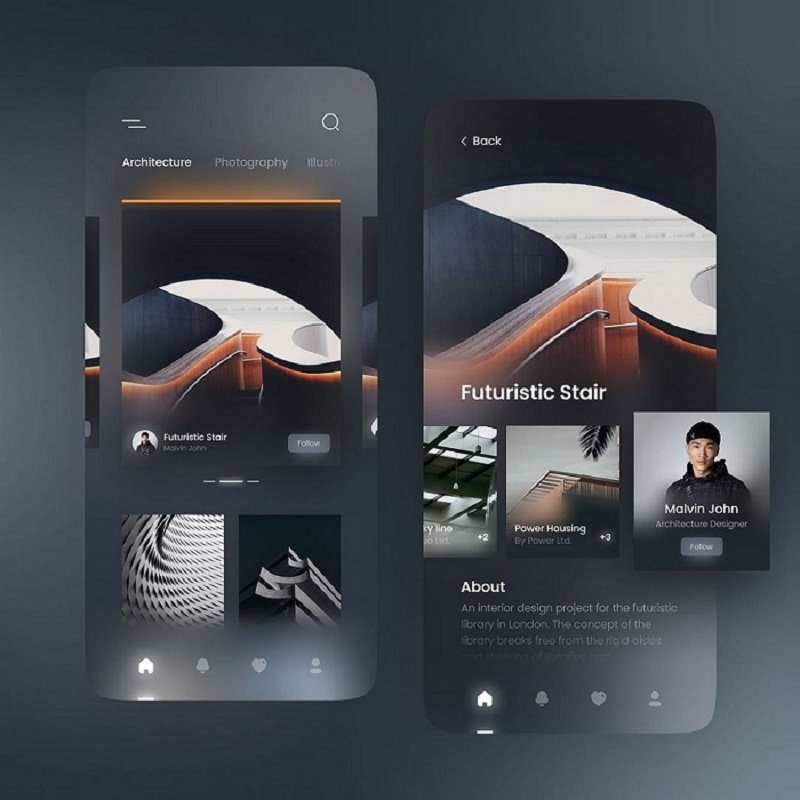 Architecture Photography Illustr
Futuristic Stair
Malvin John
Follow
Back
Futuristic Stair
ky line
Ltd.
+2
Power Housing
By Power Ltd.
+3
Malvin John
Architecture Designer
Follow
About
An interior design project for the futuristic
library in London. The concept of the
library breaks free from the rigid aisles
and shelving of libraries and